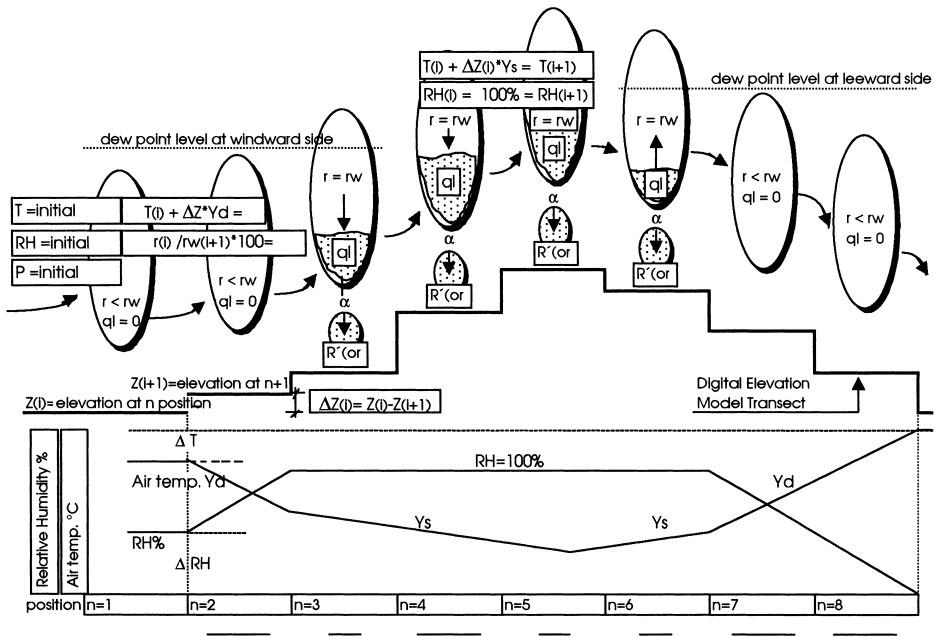 T(i) + ΔZ(i)*Ys = T(i+1)
RH(i) = 100% = RH(i+1)
dew point level at leeward side
dew point level at windward side
r = rw
ql
r = rw
ql
r = rw
ql
r = rw
ql
r < rw
ql = 0
r < rw
ql = 0
T =initial
T(i) + ΔZ*Yd =
RH =initial
r(i) /rw(i+1)*100=
P =initial
r < rw
ql = 0
r < rw
ql = 0
α
R´(or
α
R´(or
α
R´(or
α
R´(or
Z(i+1)=elevation at n+1
Z(i)= elevation at n position
ΔZ(i)= Z(i)-Z(i+1)
Digital Elevation
Model Transect
Relative Humidity %
Air temp. °C
Δ T
Air temp. Yd
RH=100%
Yd
Ys
Ys
RH%
Δ RH
position
n=1
n=2
n=3
n=4
n=5
n=6
n=7
n=8